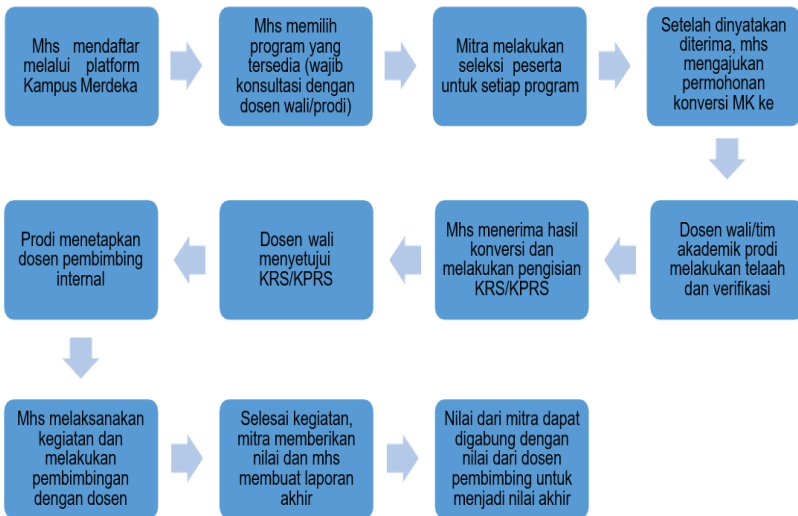 Mhs mendaftar
melalui platform
Kampus Merdeka
Mhs memilih
program yang
tersedia (wajib
konsultasi dengan
dosen wali/prodi)
Mitra melakukan
seleksi peserta
untuk setiap program
Setelah dinyatakan
diterima, mhs
mengajukan
permohonan
konversi MK ke
Dosen wali/tim
akademik prodi
melakukan telaah
dan verifikasi
Mhs menerima hasil
konversi dan
melakukan pengisian
KRS/KPRS
Dosen wali
menyetujui
KRS/KPRS
Prodi menetapkan
dosen pembimbing
internal
Mhs melaksanakan
kegiatan dan
melakukan
pembimbingan
dengan dosen
Selesai kegiatan,
mitra memberikan
nilai dan mhs
membuat laporan
akhir
Nilai dari mitra dapat
digabung dengan
nilai dari dosen
pembimbing untuk
menjadi nilai akhir